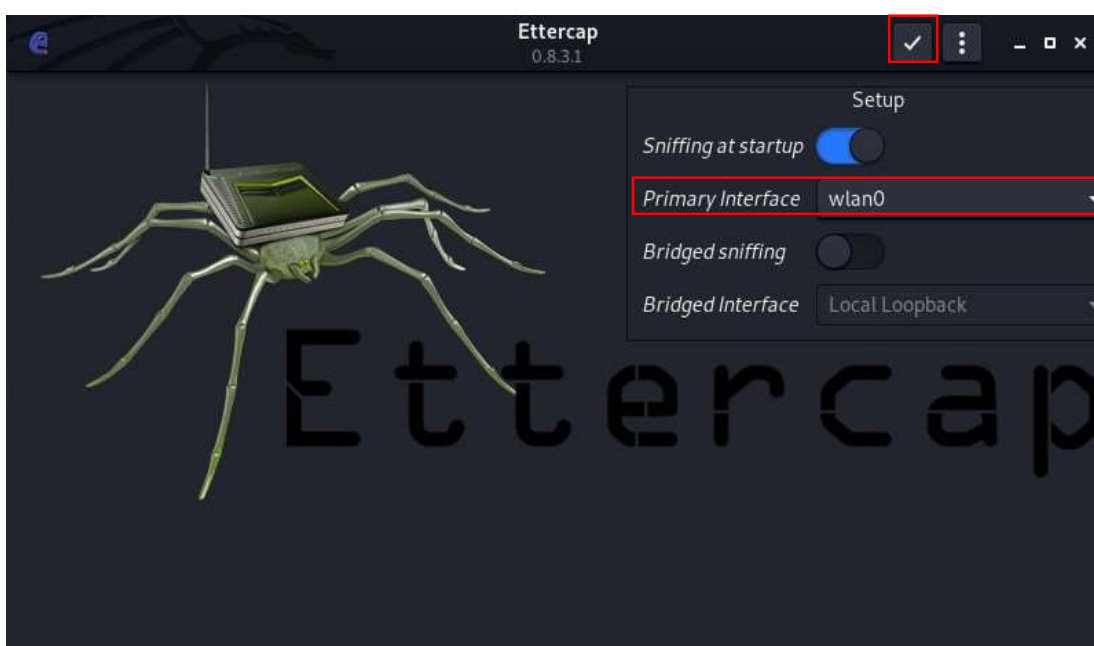 Ettercap
0.8.3.1
Setup
Sniffing at startup
Primary Interface wlan0
Bridged sniffing
Bridged Interface Local Loopback
Ettercap